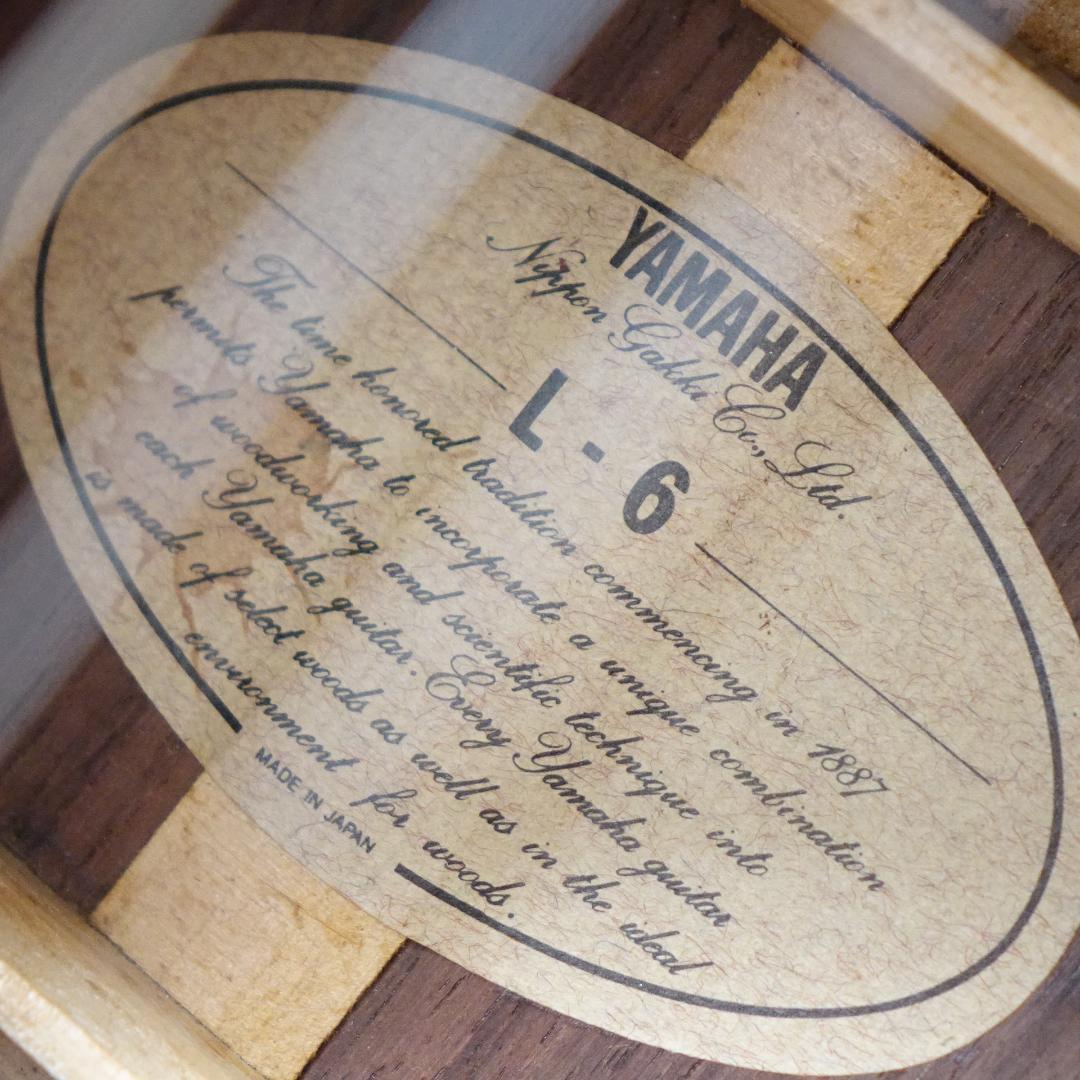 YAMAHA
Nippon Gakki Co., Ltd.
L - 6
The time honored tradition commencing in 1887
permits Yamaha to incorporate a unique combination
of woodworking and scientific technique into
each Yamaha guitar. Every Yamaha guitar
is made of select woods as well as in the ideal
environment for woods.
MADE IN JAPAN